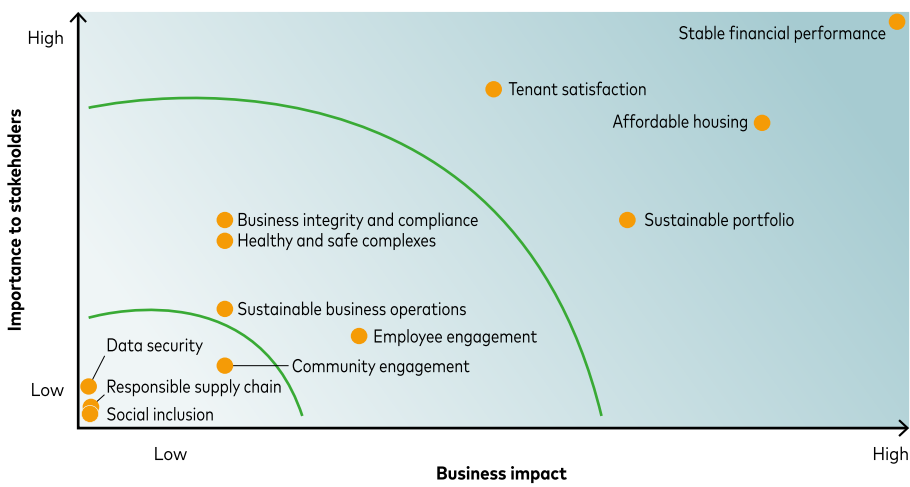 High
Stable financial performance
Tenant satisfaction
Affordable housing
Importance to stakeholders
Business integrity and compliance
Sustainable portfolio
Healthy and safe complexes
Sustainable business operations
Employee engagement
Data security
Community engagement
Low
Responsible supply chain
Social inclusion
Low
High
Business impact